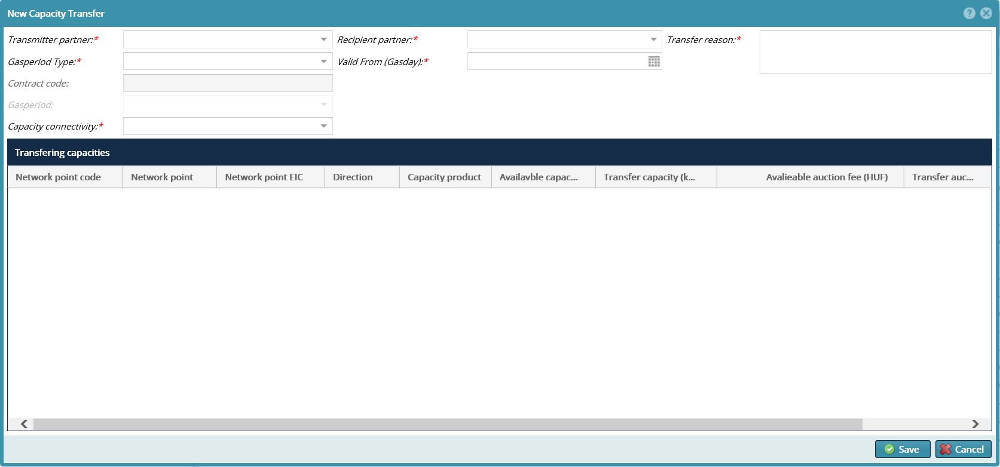 New Capacity Transfer
Transmitter partner:* Recipient partner:* Transfer reason:*
Gasperiod Type:* Valid From (Gasday):*
Contract code:
Gasperiod:
Capacity connectivity:*
Transfering capacities
Network point code Network point Network point EIC Direction Capacity product Availavble capac... Transfer capacity (k... Avalieable auction fee (HUF) Transfer auc...
Save Cancel